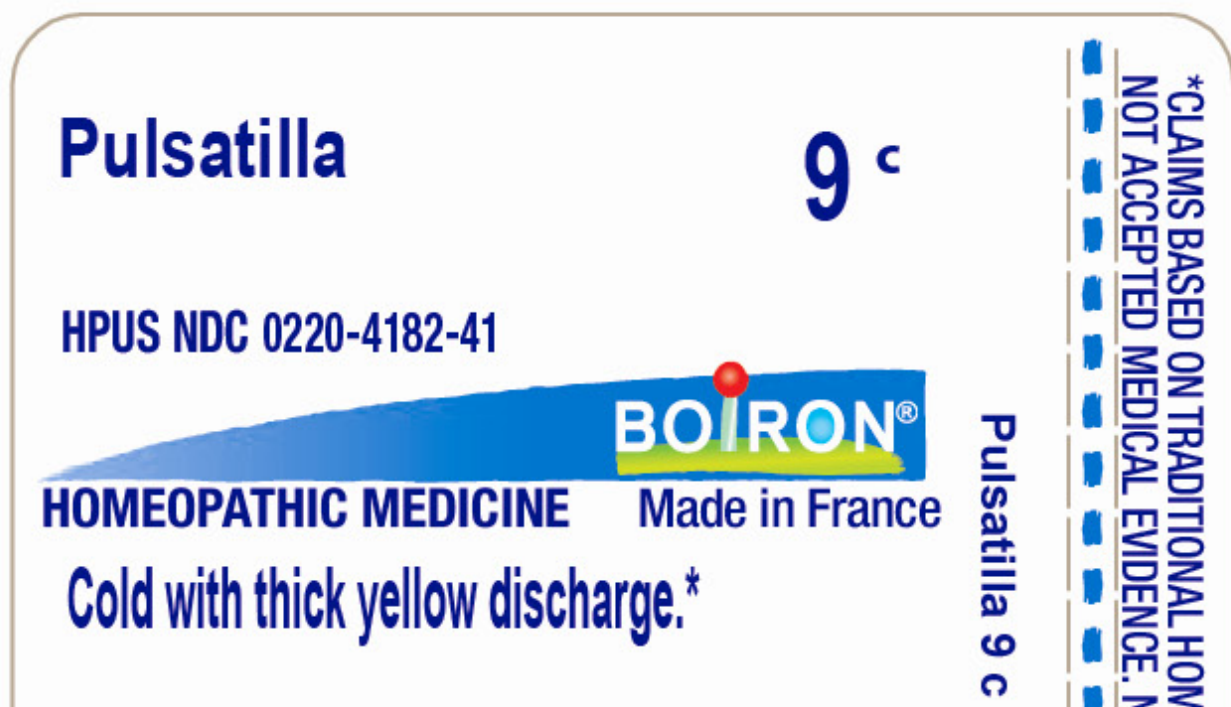 Pulsatilla
9 c
HPUS NDC 0220-4182-41
BOIRON®
HOMEOPATHIC MEDICINE
Made in France
Cold with thick yellow discharge.*
Pulsatilla 9 c
*CLAIMS BASED ON TRADITIONAL
NOT ACCEPTED MEDICAL EVIDENCE.